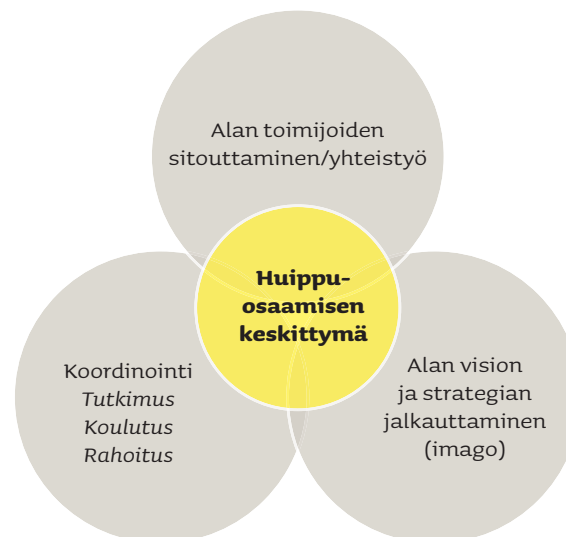 Alan toimijoiden
sitouttaminen/yhteistyö
Huippu-
osaamisen
keskittymä
Koordinointi
Tutkimus
Koulutus
Rahoitus
Alan vision
ja strategian
jalkauttaminen
(imago)